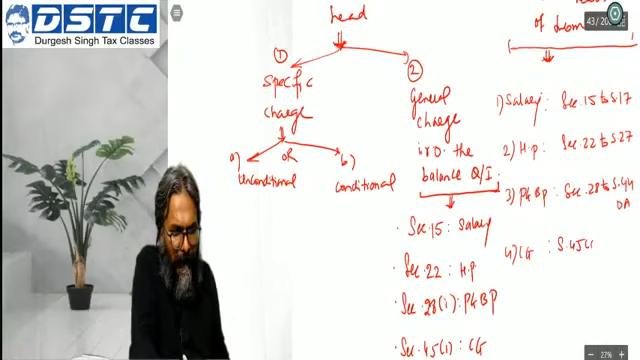 DSTC
Durgesh Singh Tax Classes
43/20
Head
①
Specific
charge
↓
a) OR b)
Unconditional conditional
②
General
charge
i.r.o. the
balance Q/I.
· Sec.15: Salary
· Sec.22: H.P
· Sec.28(i): PGBP
· Sec.45(1): CG
of
1) Salary: Sec.15 to S.17
2) H.P: Sec.22 to S.27
3) PGBP: Sec.28 to S.44
DA
4) CG : S.45
22%